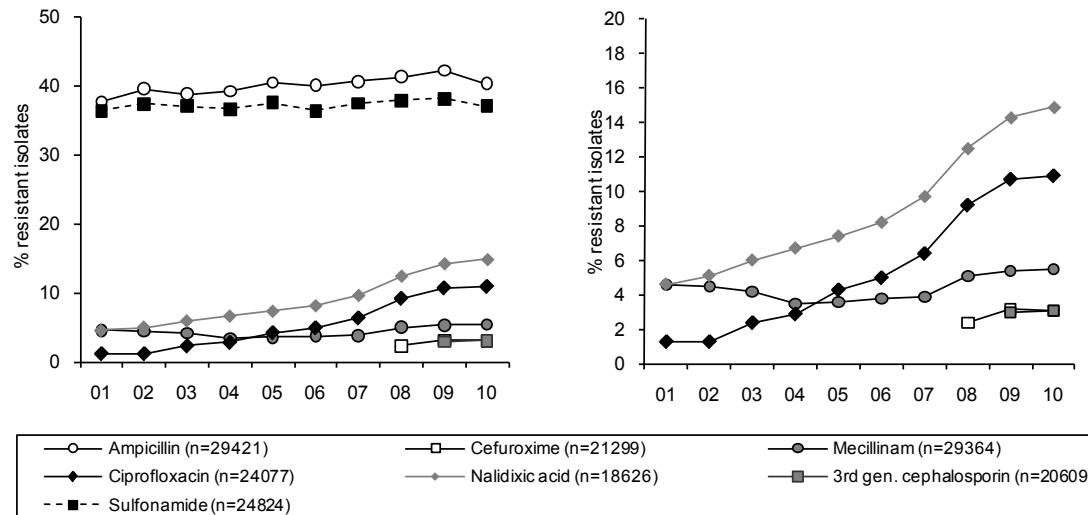 50
40
30
20
10
0
% resistant isolates
01 02 03 04 05 06 07 08 09 10
20
18
16
14
12
10
8
6
4
2
0
% resistant isolates
01 02 03 04 05 06 07 08 09 10
Ampicillin (n=29421) Cefuroxime (n=21299) Mecillinam (n=29364)
Ciprofloxacin (n=24077) Nalidixic acid (n=18626) 3rd gen. cephalosporin (n=20609
Sulfonamide (n=24824)